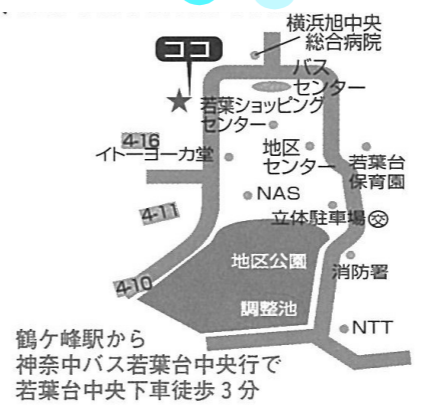 横浜旭中央
総合病院
ココ
バス
センター
若葉ショッピング
センター
4-16
イトーヨーカ堂
地区
センター
若葉台
保育園
NAS
4-11
立体駐車場
交
地区公園
消防署
4-10
調整池
NTT
鶴ケ峰駅から
神奈中バス若葉台中央行で
若葉台中央下車徒歩3分